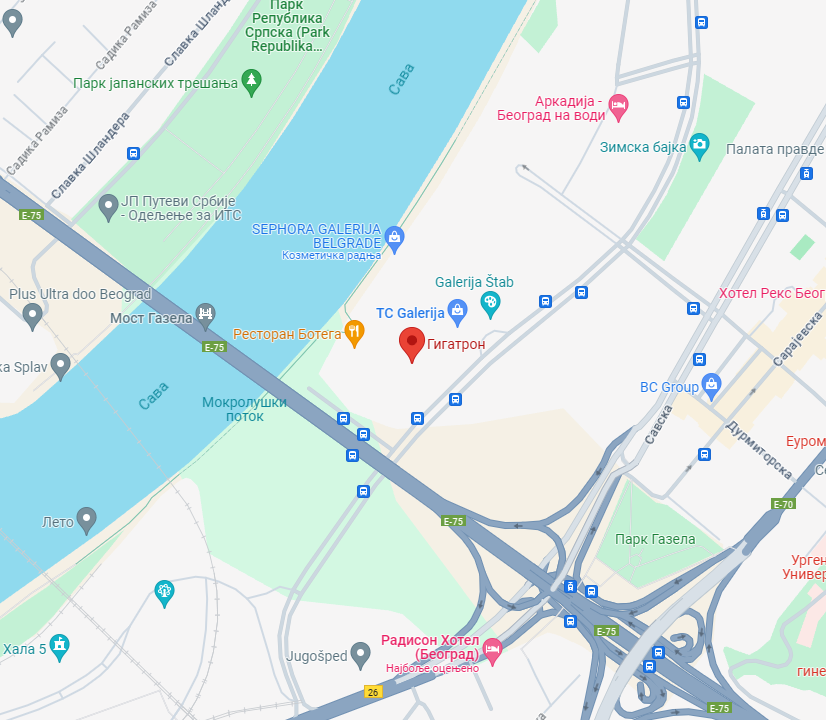 Парк
Република
Српска (Park
Republika...
Садика Рамиза
Славка Шландера
Сава
Парк јапанских трешања
Аркадија -
Београд на води
Зимска бајка
Палата правде
Садика Рамиза
Славка Шландера
ЈП Путеви Србије
- Одељење за ИТС
E-75
SEPHORA GALERIJA
BELGRADE
Козметичка радња
Galerija Štab
Plus Ultra doo Beograd
Мост Газела
TC Galerija
Хотел Рекс Беог
Ресторан Ботега
Гигатрон
E-75
Сарајевска
ka Splav
Сава
Мокролушки
поток
BC Group
Савска
Дурмиторска
Еуром
Се
E-70
Лето
E-75
Парк Газела
Урген
Универ
E-75
Хала 5
Радисон Хотел
(Београд)
Најбоље оцењено
Jugošped
гине
26
E-75